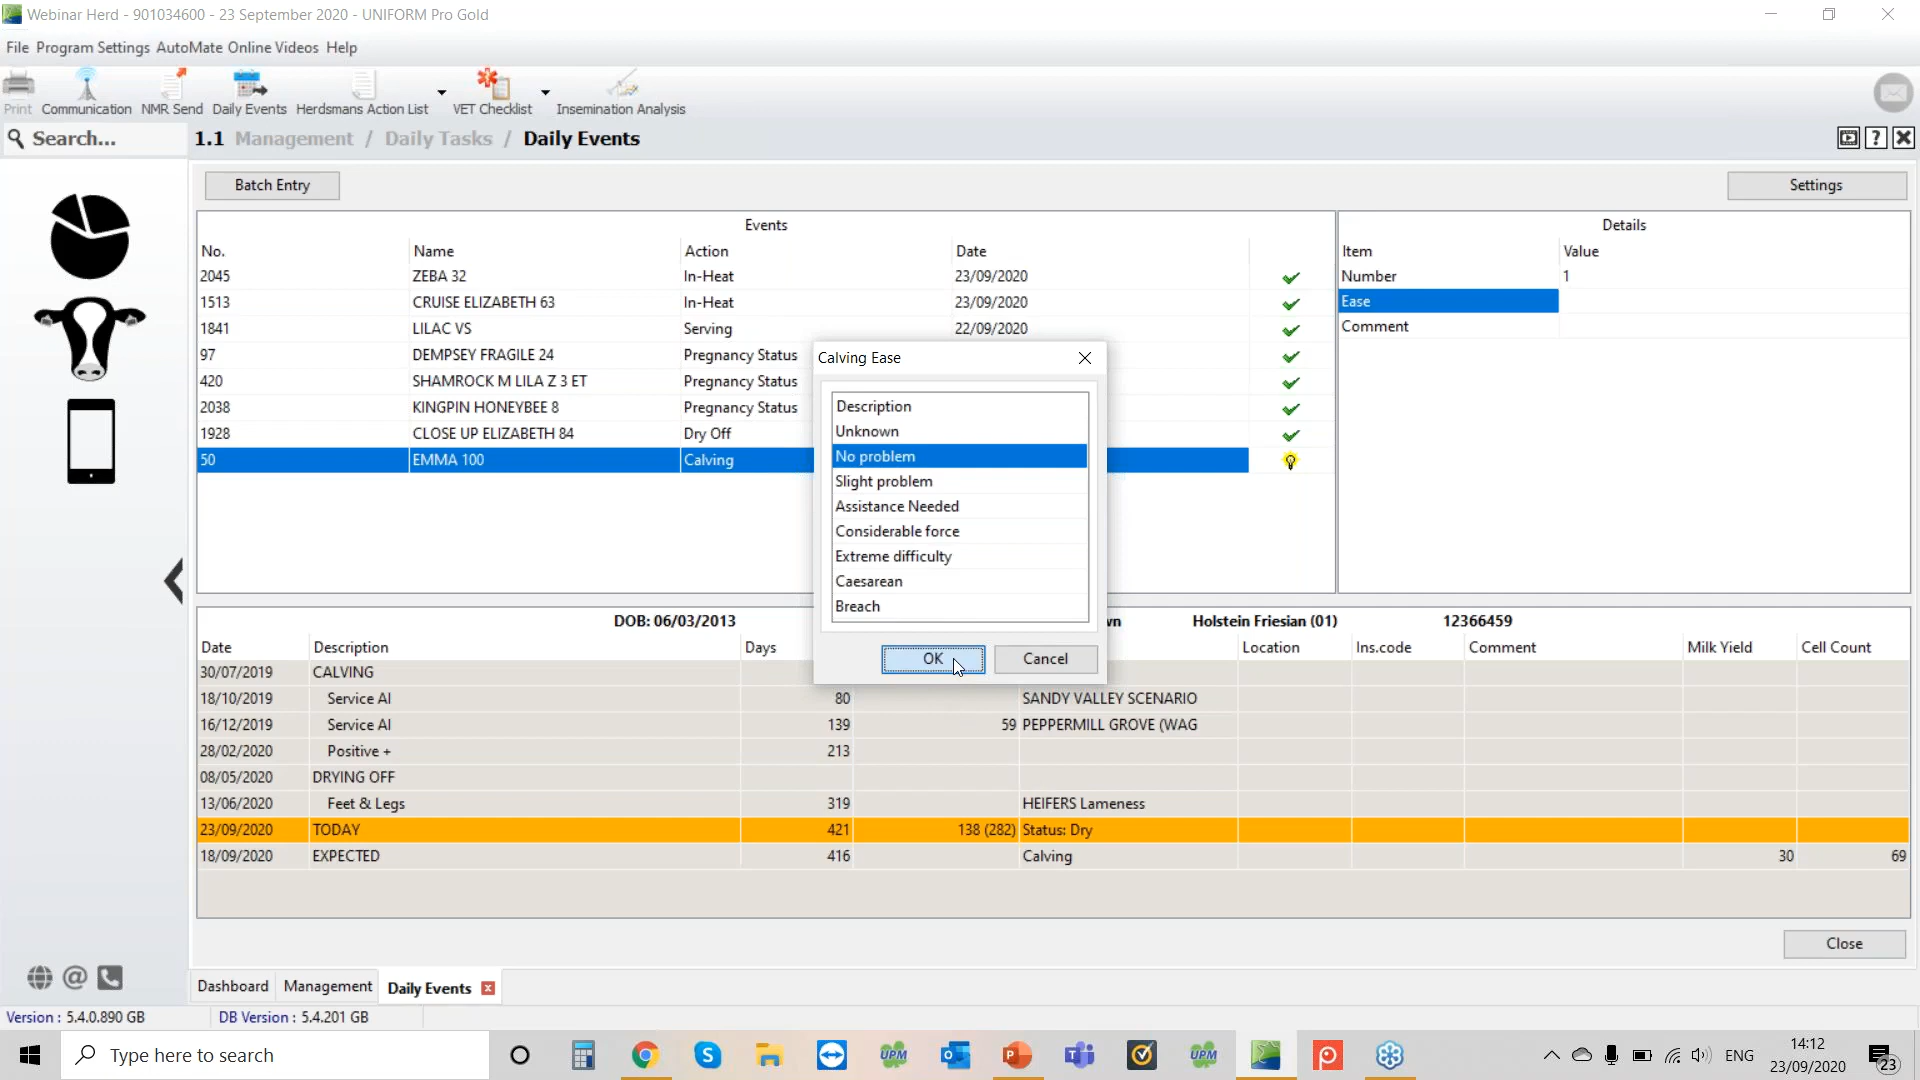 Webinar Herd - 901034600 - 23 September 2020 - UNIFORM Pro Gold
File Program Settings AutoMate Online Videos Help
Print Communication NMR Send Daily Events Herdsmans Action List VET Checklist Insemination Analysis
Search... 1.1 Management / Daily Tasks / Daily Events
Batch Entry Settings
Events Details
No. Name Action Date Item Value
2045 ZEBA 32 In-Heat 23/09/2020 Number 1
1513 CRUISE ELIZABETH 63 In-Heat 23/09/2020 Ease
1841 LILAC VS Serving 22/09/2020 Comment
97 DEMPSEY FRAGILE 24 Pregnancy Status
420 SHAMROCK M LILA Z 3 ET Pregnancy Status
2038 KINGPIN HONEYBEE 8 Pregnancy Status
1928 CLOSE UP ELIZABETH 84 Dry Off
50 EMMA 100 Calving
Calving Ease
Description
Unknown
No problem
Slight problem
Assistance Needed
Considerable force
Extreme difficulty
Caesarean
Breach
OK Cancel
DOB: 06/03/2013 Holstein Friesian (01) 12366459
Date Description Days Location Ins.code Comment Milk Yield Cell Count
30/07/2019 CALVING
18/10/2019 Service AI 80 SANDY VALLEY SCENARIO
16/12/2019 Service AI 139 59 PEPPERMILL GROVE (WAG
28/02/2020 Positive + 213
08/05/2020 DRYING OFF
13/06/2020 Feet & Legs 319 HEIFERS Lameness
23/09/2020 TODAY 421 138 (282) Status: Dry
18/09/2020 EXPECTED 416 Calving 30 69
Close
Dashboard Management Daily Events
Version : 5.4.0.890 GB DB Version : 5.4.201 GB
Type here to search UPM UPM ENG 14:12
23/09/2020 23